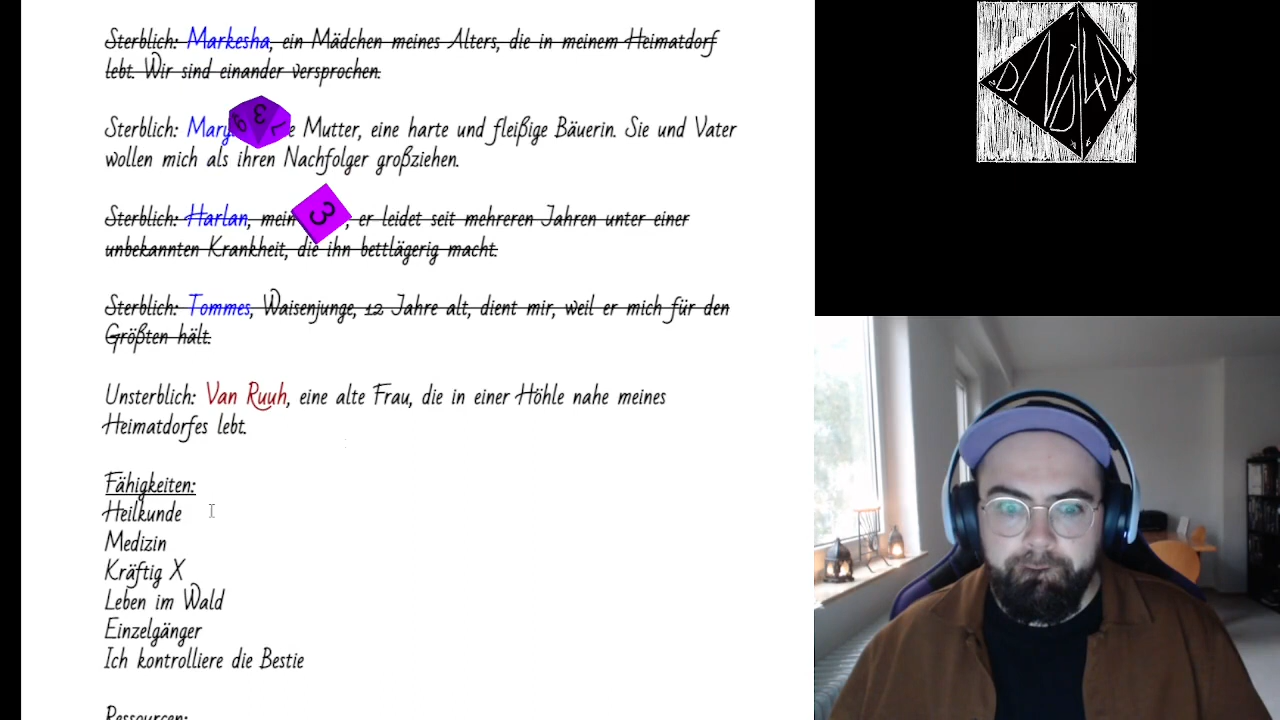 Sterblich: Markesha, ein Mädchen meines Alters, die in meinem Heimatdorf
lebt. Wir sind einander versprochen.
Sterblich: Mutter, eine harte und fleißige Bäuerin. Sie und Vater
wollen mich als ihren Nachfolger großziehen.
Sterblich: Harlan, mein er leidet seit mehreren Jahren unter einer
unbekannten Krankheit, die ihn bettlägerig macht.
Sterblich: Tommes, Waisenjunge, 12 Jahre alt, dient mir, weil er mich für den
Größten hält.
Unsterblich: Van Ruuh, eine alte Frau, die in einer Höhle nahe meines
Heimatdorfes lebt.
Fähigkeiten:
Heilkunde
Medizin
Kräftig X
Leben im Wald
Einzelgänger
Ich kontrolliere die Bestie
Ressourcen:
3
3